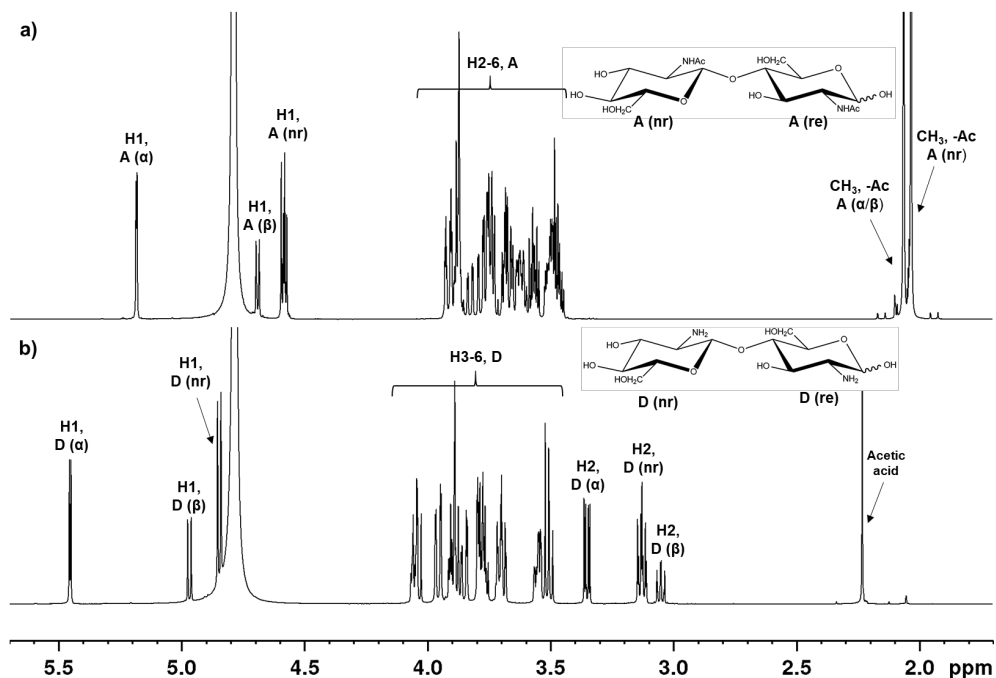 a)
H2-6, A
H1,
A (α)
H1,
A (β)
H1,
A (nr)
HO
HO
HOH₂C
NHAc
O
O
HOH₂C
O
HO
NHAc
OH
A (nr)
A (re)
CH₃, -Ac
A (α/β)
CH₃, -Ac
A (nr)
b)
H3-6, D
H1,
D (α)
H1,
D (β)
H1,
D (nr)
H2,
D (α)
H2,
D (nr)
H2,
D (β)
HO
HO
HOH₂C
NH₂
O
O
HOH₂C
O
HO
NH₂
OH
D (nr)
D (re)
Acetic
acid
5.5 5.0 4.5 4.0 3.5 3.0 2.5 2.0 ppm